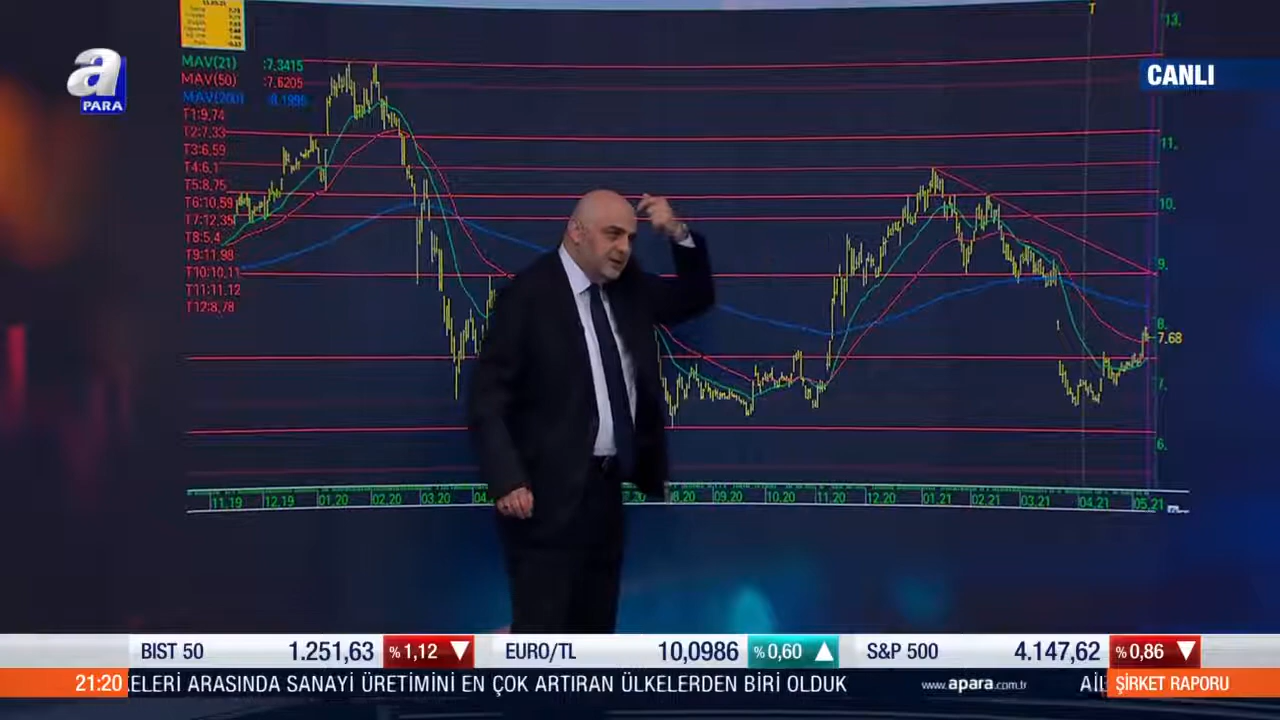 a
PARA
CANLI
MAV(21) :7.3415
MAV(50) :7.6205
MAV(200) :8.1995
T1:9,74
T2:7,33
T3:6,59
T4:6,1
T5:8,75
T6:10,59
T7:12,35
T8:5,4
T9:11,98
T10:10,11
T11:11,12
T12:8,78
T
13.
11.
10.
9.
8.
7.68
7.
6.
11,19 12,19 01,20 02,20 03,20 04, 7,20 8,20 09,20 10,20 11,20 12,20 01,21 02,21 03,21 04,21 05,21
BIST 50 1.251,63 %1,12 EURO/TL 10,0986 %0,60 S&P 500 4.147,62 %0,86
21:20 ELERİ ARASINDA SANAYİ ÜRETİMİNİ EN ÇOK ARTIRAN ÜLKELERDEN BİRİ OLDUK www.apara.com.tr AİL ŞİRKET RAPORU